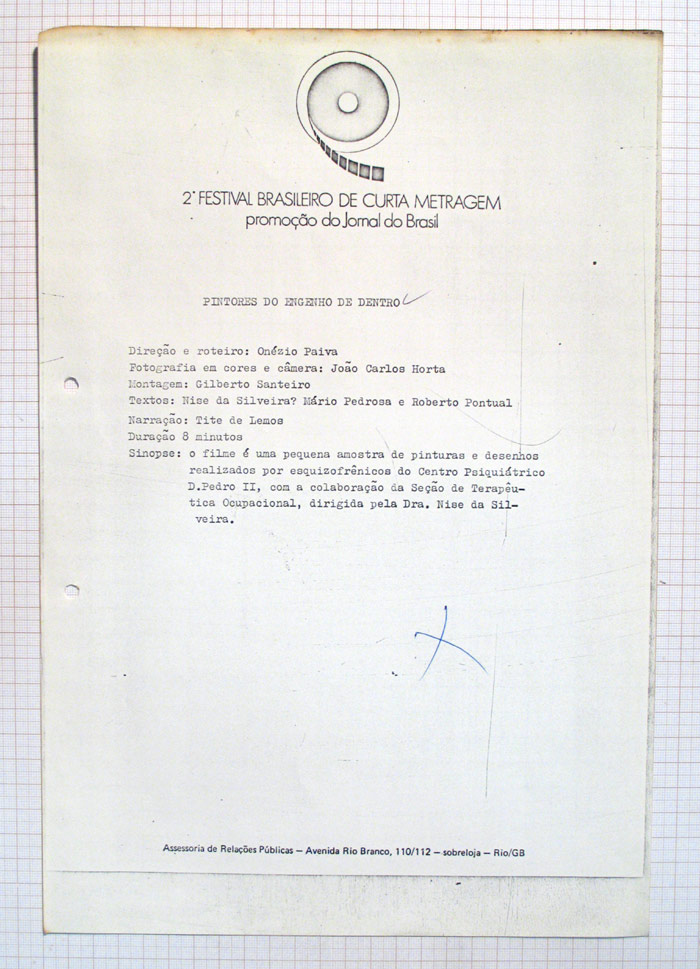 2º FESTIVAL BRASILEIRO DE CURTA METRAGEM
promoção do Jornal do Brasil
PINTORES DO ENGENHO DE DENTRO
Direção e roteiro: Onézio Paiva
Fotografia em cores e câmera: João Carlos Horta
Montagem: Gilberto Santeiro
Textos: Nise da Silveira? Mário Pedrosa e Roberto Pontual
Narração: Tite de Lemos
Duração 8 minutos
Sinopse: o filme é uma pequena amostra de pinturas e desenhos
realizados por esquizofrênicos do Centro Psiquiátrico
D.Pedro II, com a colaboração da Seção de Terapêu-
tica Ocupacional, dirigida pela Dra. Nise da Sil-
veira.
Assessoria de Relações Públicas — Avenida Rio Branco, 110/112 — sobreloja — Rio/GB